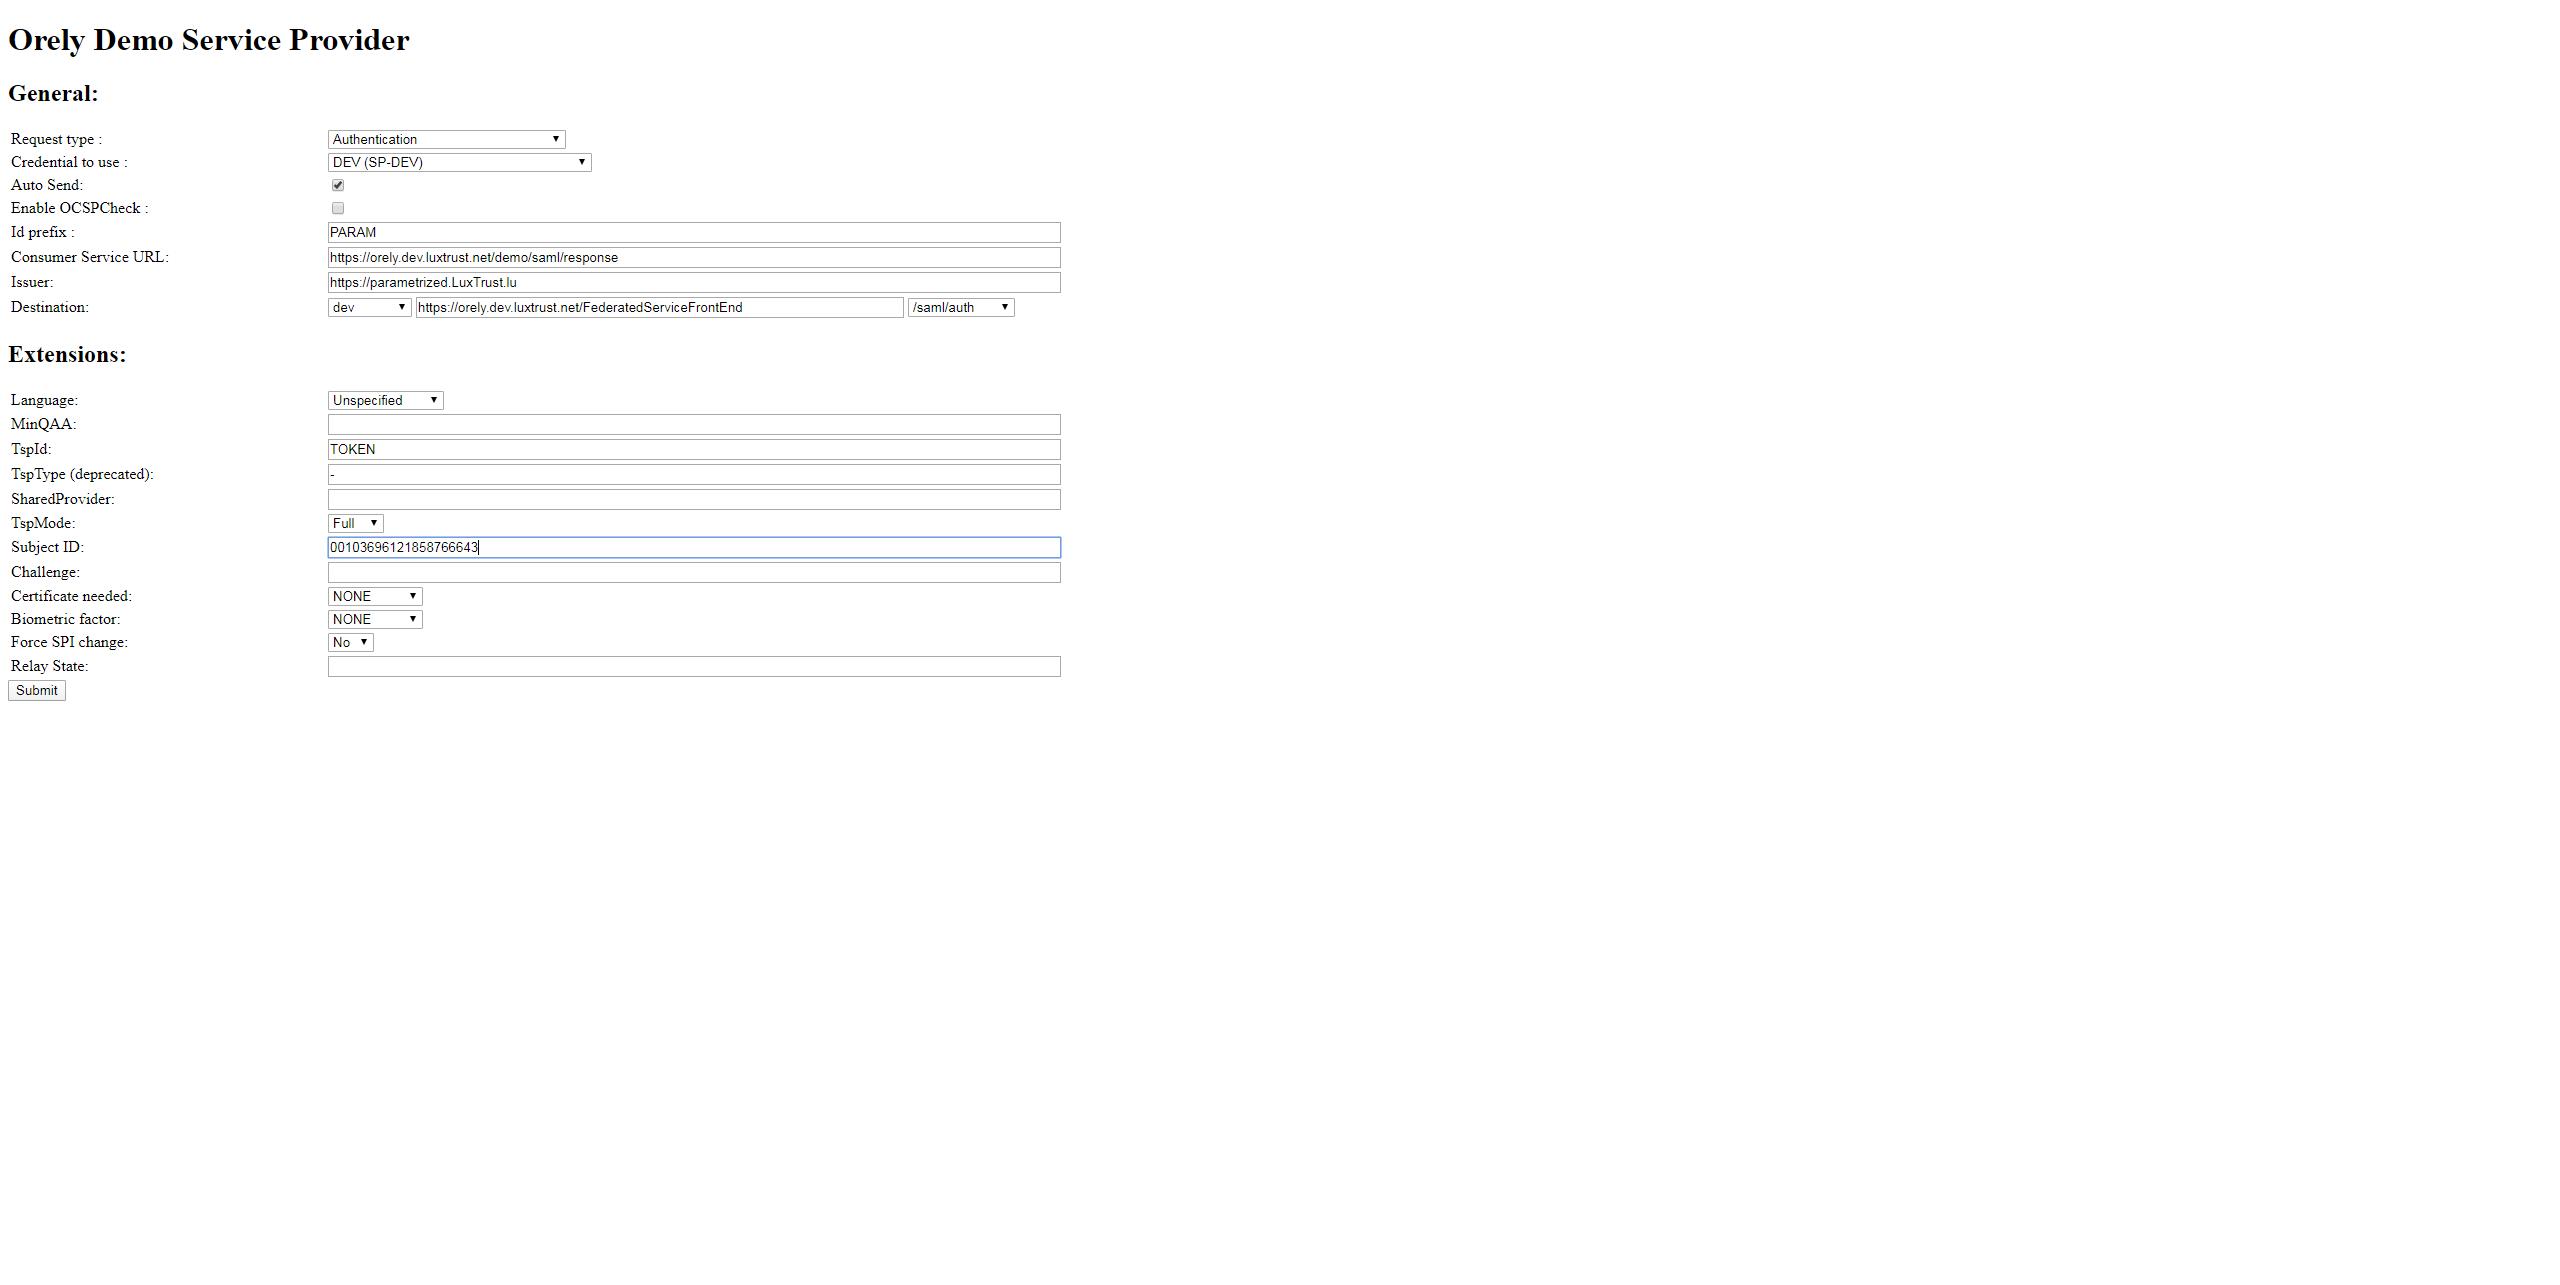 Orely Demo Service Provider
General:
Request type : Authentication
Credential to use : DEV (SP-DEV)
Auto Send:
Enable OCSPCheck :
Id prefix : PARAM
Consumer Service URL: https://orely.dev.luxtrust.net/demo/saml/response
Issuer: https://parametrized.LuxTrust.lu
Destination: dev https://orely.dev.luxtrust.net/FederatedServiceFrontEnd /saml/auth
Extensions:
Language: Unspecified
MinQAA:
TspId: TOKEN
TspType (deprecated): -
SharedProvider:
TspMode: Full
Subject ID: 00103696121858766643
Challenge:
Certificate needed: NONE
Biometric factor: NONE
Force SPI change: No
Relay State:
Submit